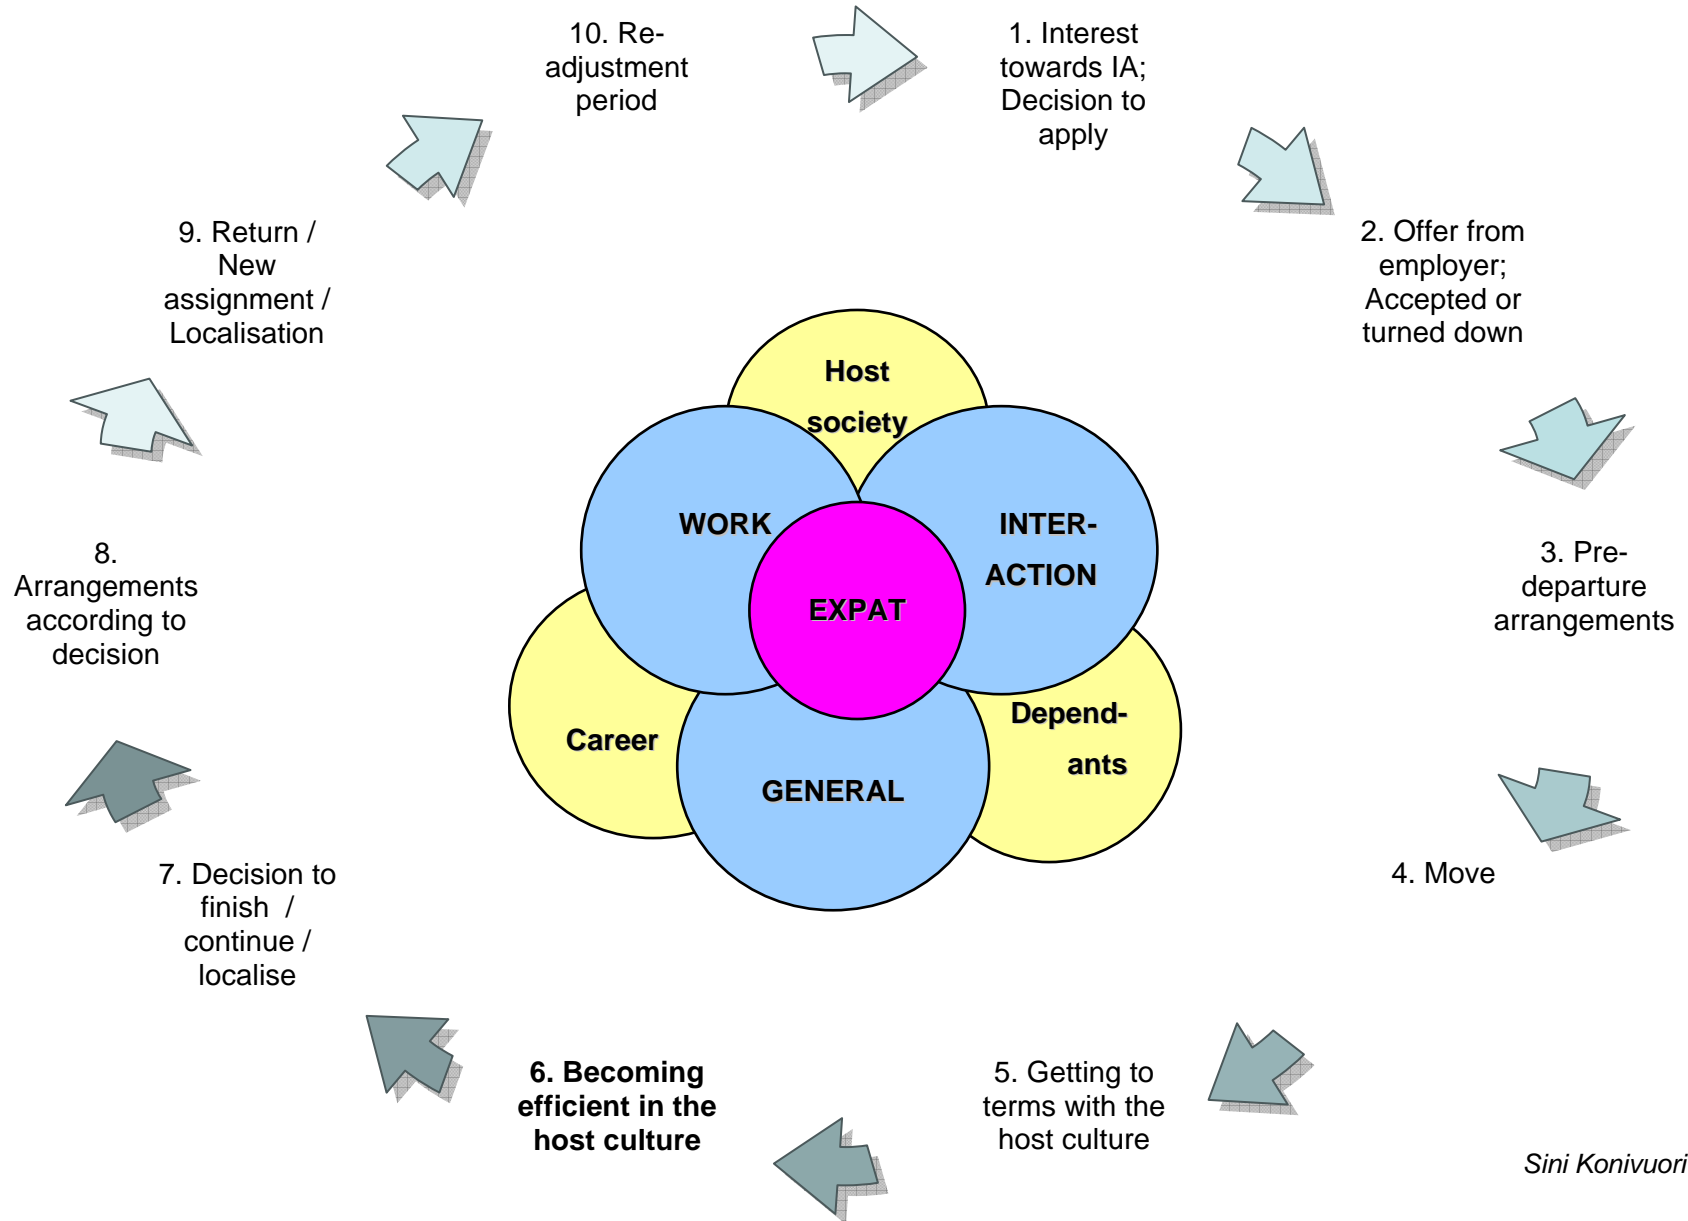 10. Re-
adjustment
period
1. Interest
towards IA;
Decision to
apply
2. Offer from
employer;
Accepted or
turned down
3. Pre-
departure
arrangements
4. Move
5. Getting to
terms with the
host culture
6. Becoming
efficient in the
host culture
7. Decision to
finish /
continue /
localise
8.
Arrangements
according to
decision
9. Return /
New
assignment /
Localisation
Host
society
WORK
INTER-
ACTION
EXPAT
Career
GENERAL
Depend-
ants
Sini Konivuori